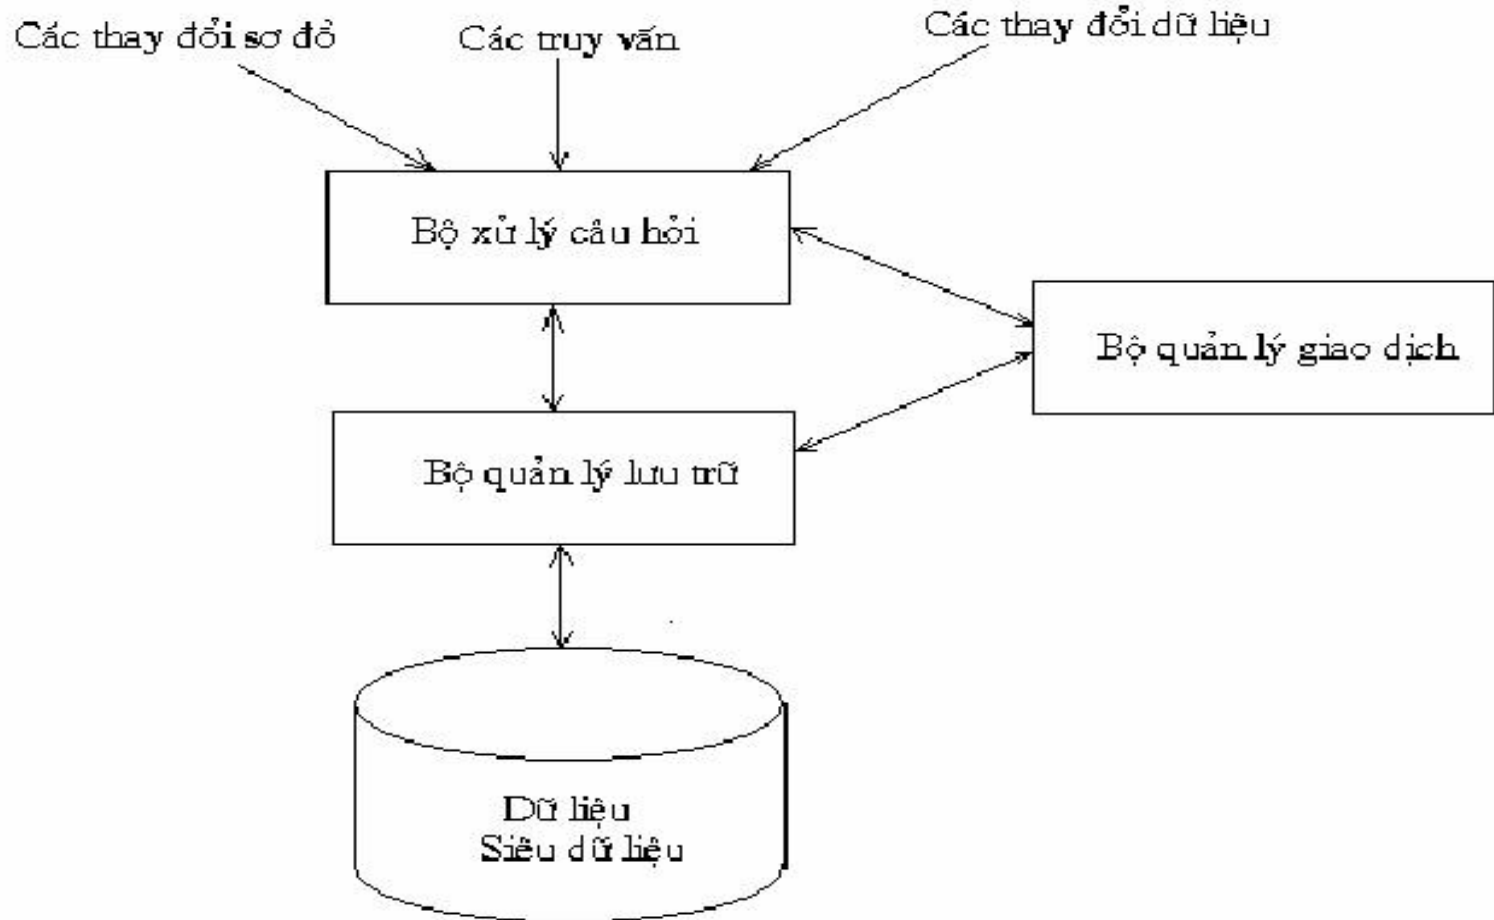 Các thay đổi sơ đồ
Các truy vấn
Các thay đổi dữ liệu
Bộ xử lý câu hỏi
Bộ quản lý giao dịch
Bộ quản lý lưu trữ
Dữ liệu
Siêu dữ liệu